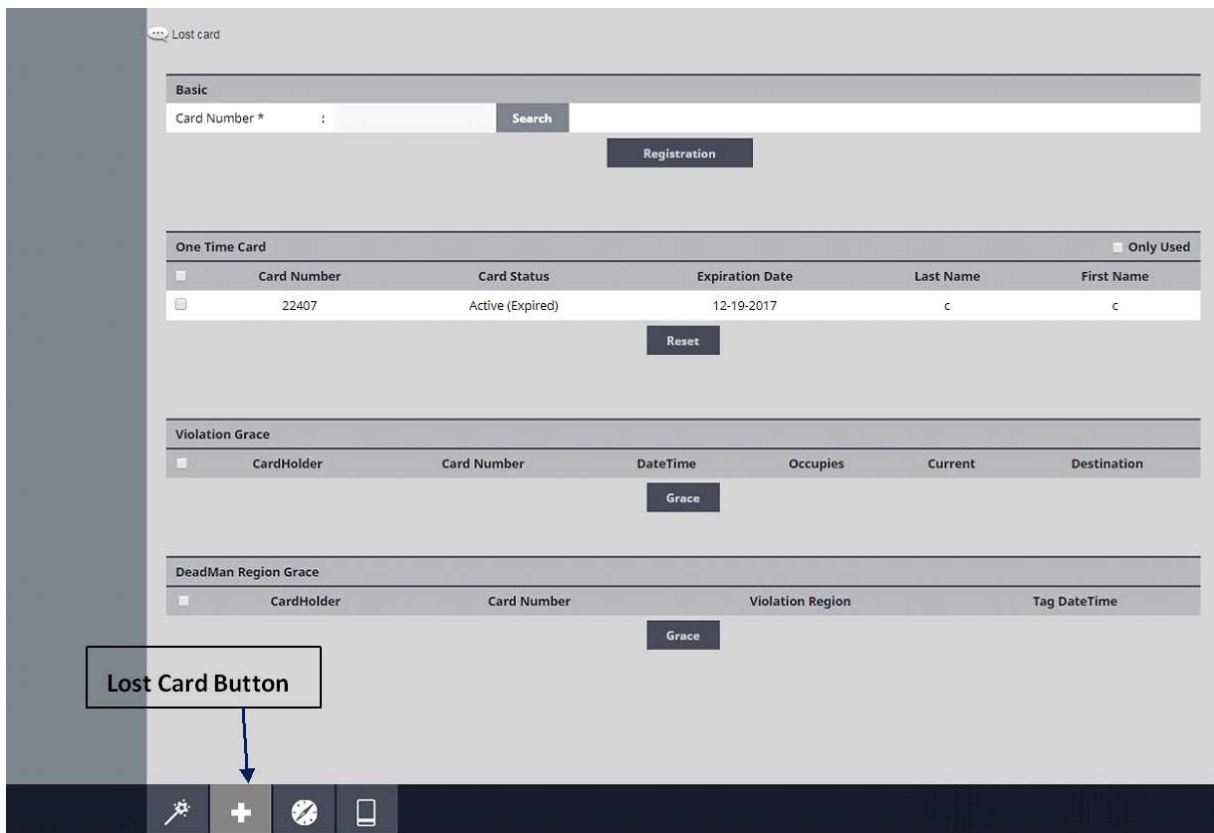 Lost card
Basic
Card Number * : Search
Registration
One Time Card Only Used
Card Number Card Status Expiration Date Last Name First Name
22407 Active (Expired) 12-19-2017 c c
Reset
Violation Grace
CardHolder Card Number DateTime Occupies Current Destination
Grace
DeadMan Region Grace
CardHolder Card Number Violation Region Tag DateTime
Grace
Lost Card Button